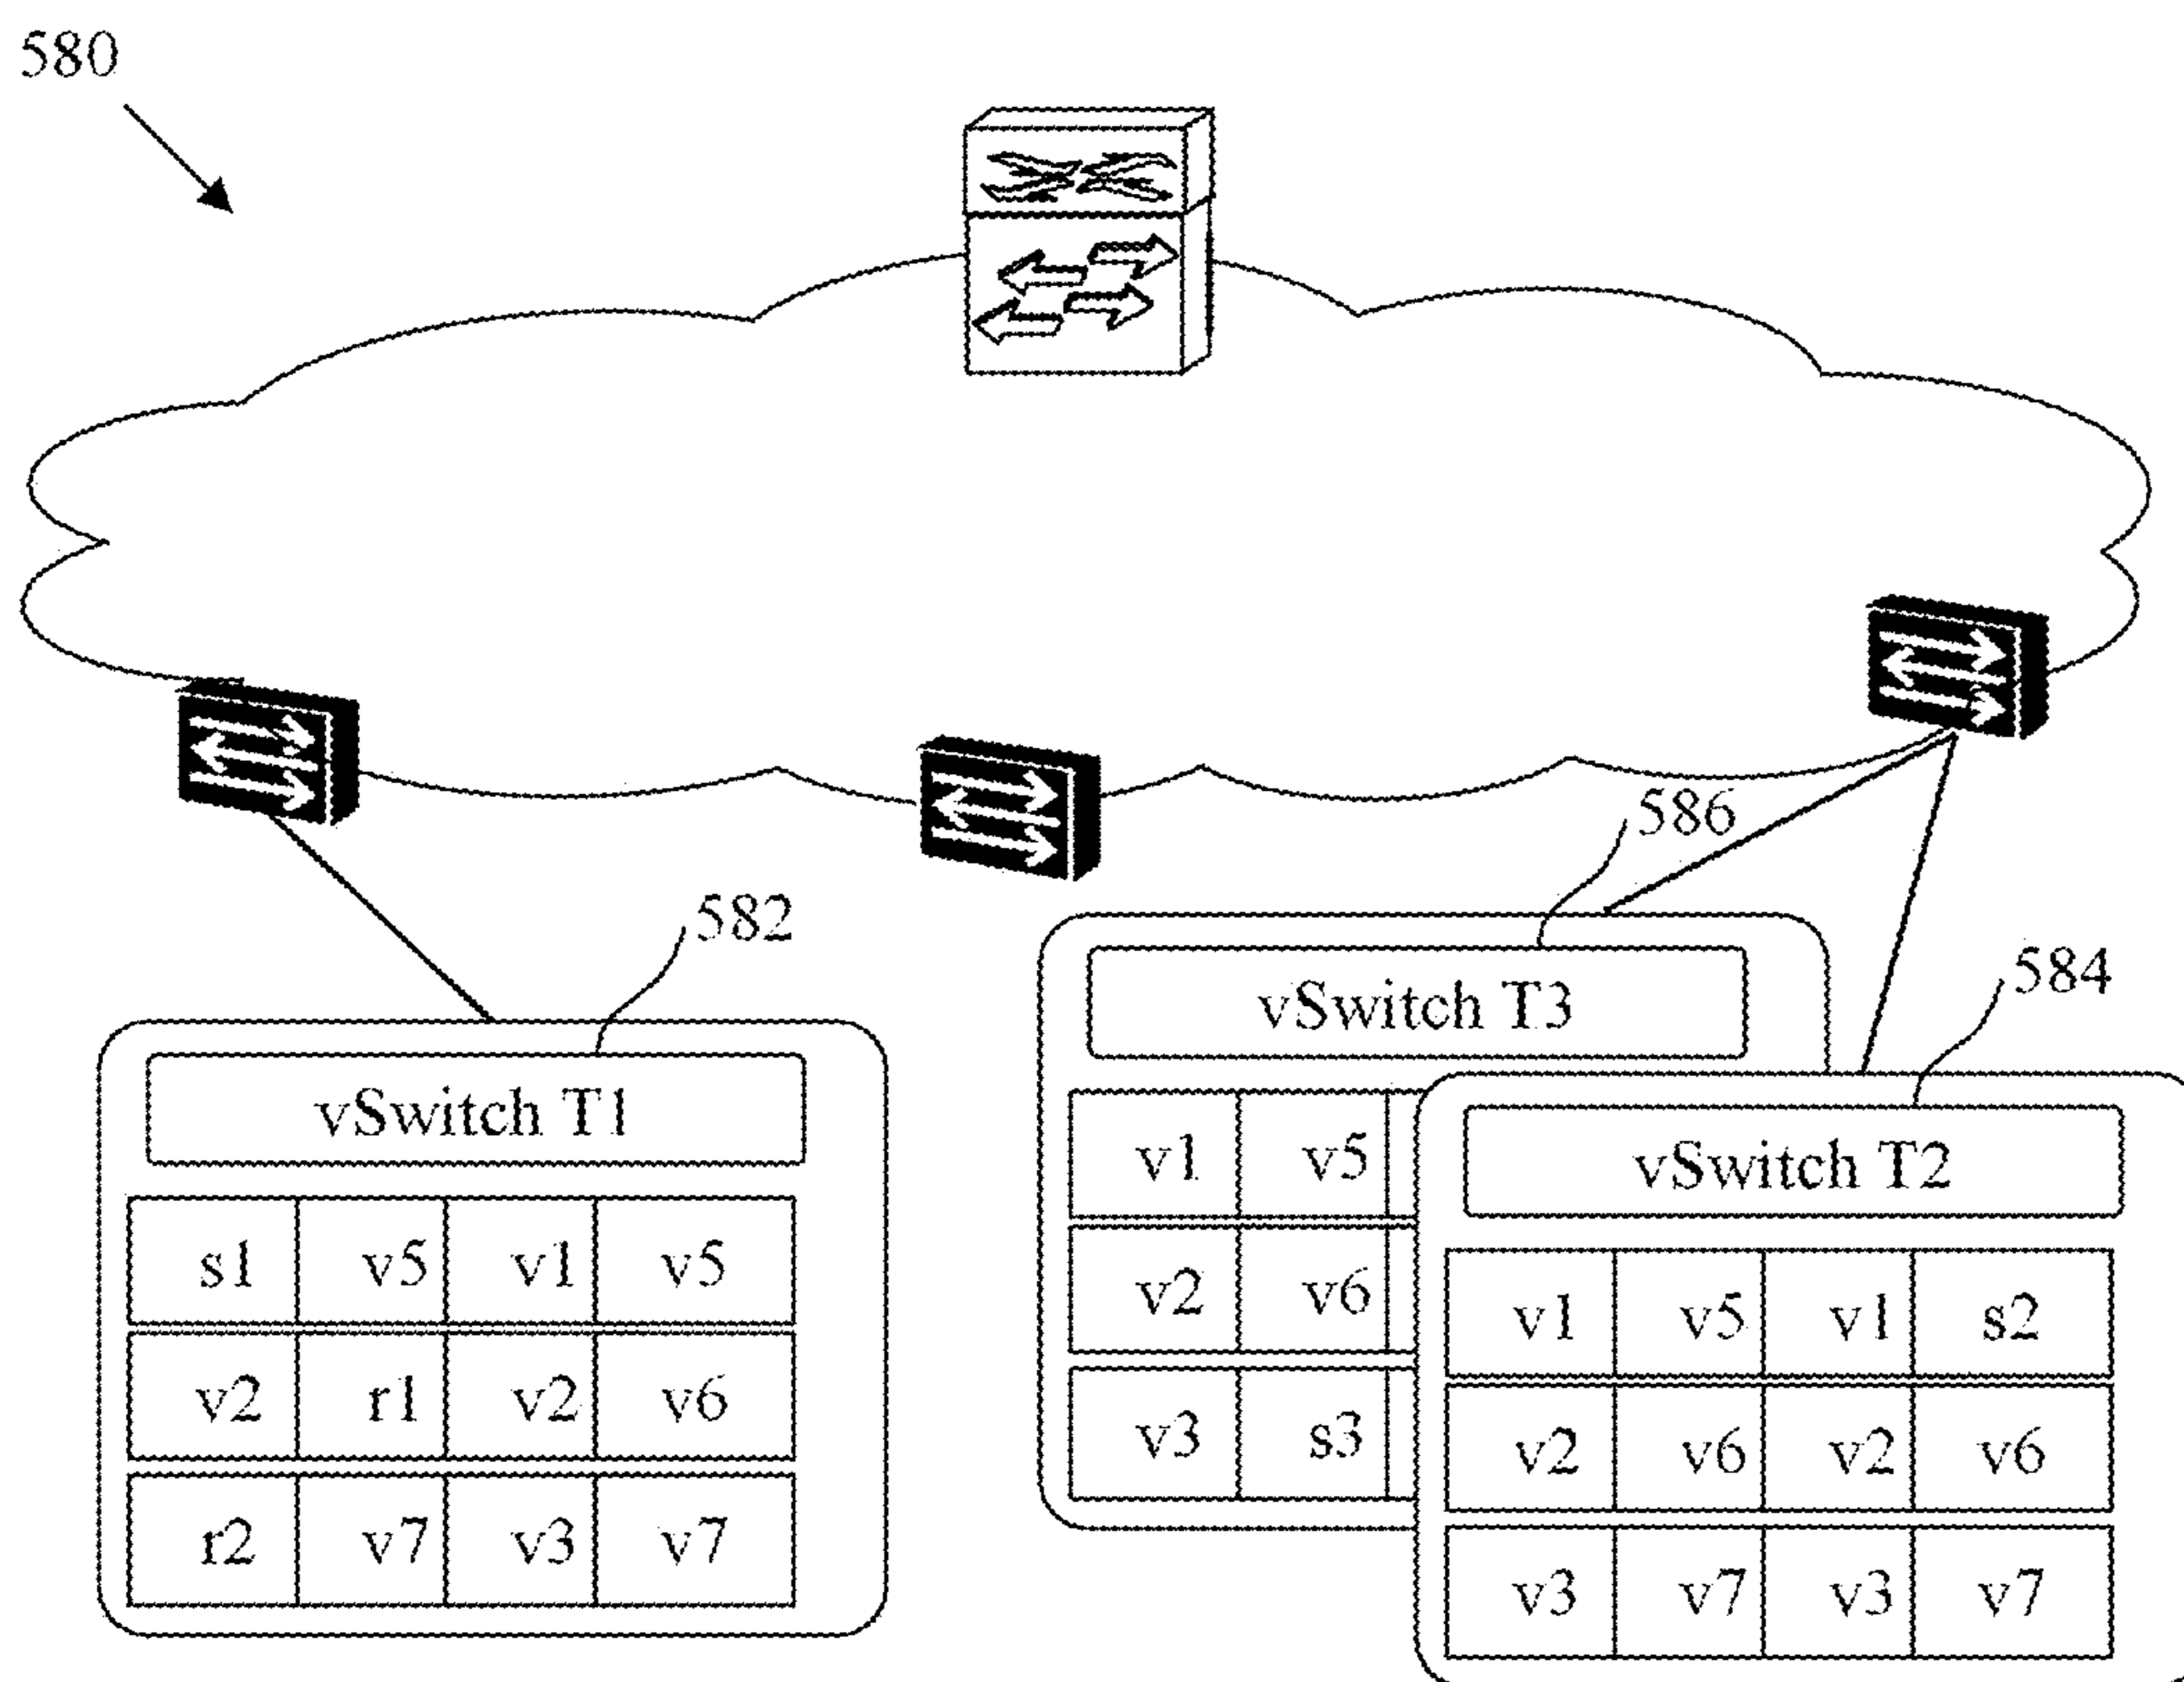 580
586
582
584
vSwitch T3
vSwitch T1
vSwitch T2
s1 v5 v1 v5
v2 r1 v2 v6
r2 v7 v3 v7
v1 v5
v2 v6
v3 s3
v1 v5 v1 s2
v2 v6 v2 v6
v3 v7 v3 v7